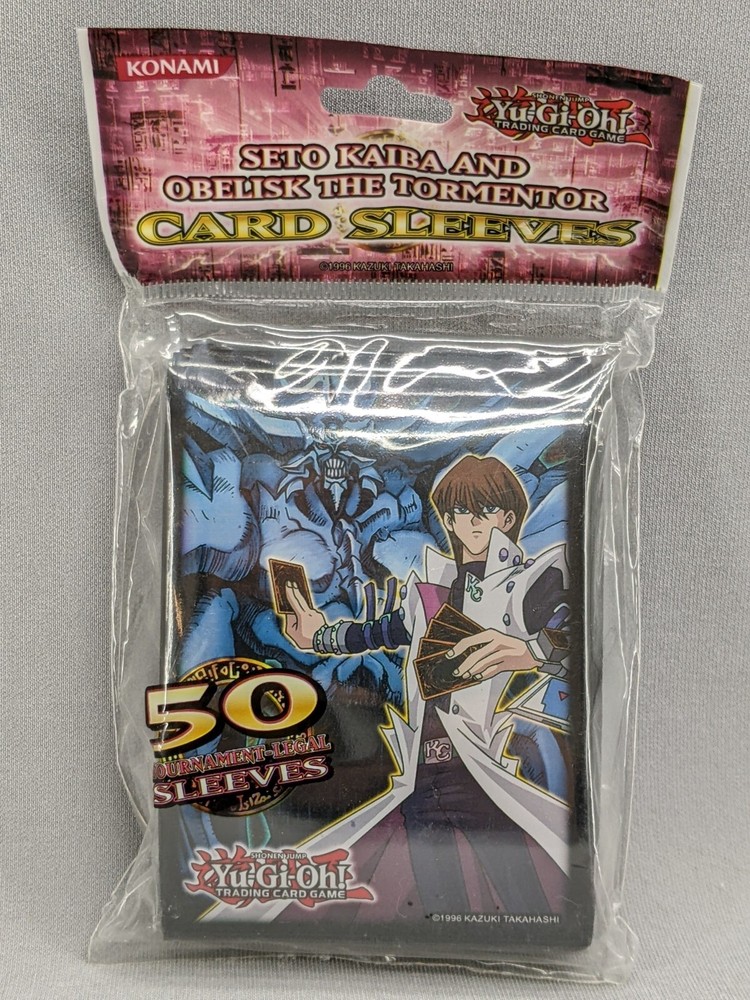 KONAMI
SHONEN JUMP
Yu-Gi-Oh!
TRADING CARD GAME
SETO KAIBA AND
OBELISK THE TORMENTOR
CARD SLEEVES
©1996 KAZUKI TAKAHASHI
KC
50
TOURNAMENT-LEGAL
SLEEVES
KC
SHONEN JUMP
Yu-Gi-Oh!
TRADING CARD GAME
©1996 KAZUKI TAKAHASHI